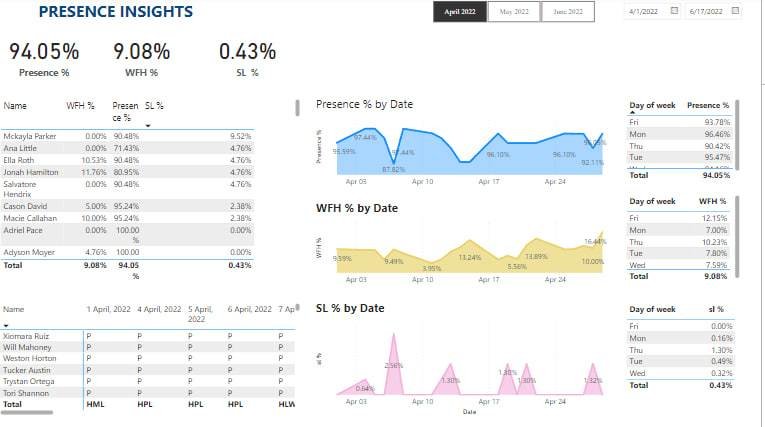 PRESENCE INSIGHTS
April 2022 May 2022 June 2022
4/1/2022 6/17/2022
94.05% 9.08% 0.43%
Presence % WFH % SL %
Name WFH % Presen SL %
ce %
Mckayla Parker 0.00% 90.48% 9.52%
Ana Little 0.00% 71.43% 4.76%
Ella Roth 10.53% 90.48% 4.76%
Jonah Hamilton 11.76% 80.95% 4.76%
Salvatore 0.00% 90.48% 4.76%
Hendrix
Cason David 5.00% 95.24% 2.38%
Macie Callahan 10.00% 95.24% 2.38%
Adriel Pace 0.00% 100.00 0.00%
%
Adyson Moyer 4.76% 100.00 0.00%
%
Total 9.08% 94.05 0.43%
%
Presence % by Date
Presence %
97.44%
87.82%
96.10%
96.10%
92.11%
Apr 03 Apr 10 Apr 17 Apr 24
Day of week Presence %
Fri 93.78%
Mon 96.46%
Thu 90.42%
Tue 95.47%
Total 94.05%
WFH % by Date
WFH %
9.59%
9.49%
3.95%
13.24%
5.56%
13.89%
10.00%
16.44%
Apr 03 Apr 10 Apr 17 Apr 24
Day of week WFH %
Fri 12.15%
Mon 7.00%
Thu 10.23%
Tue 7.80%
Wed 7.59%
Total 9.08%
Name 1 April, 2022 4 April, 2022 5 April, 6 April, 2022 7 Ap
2022
Xiomara Ruiz P P P P P
Will Mahoney P P P P P
Weston Horton P P P P P
Tucker Austin P P P P P
Trystan Ortega P P P P P
Tori Shannon P P P P P
Total HML HPL HPL HPL HLW
SL % by Date
sl %
0.64%
2.56%
1.30%
1.30%
1.30%
1.32%
Apr 03 Apr 10 Apr 17 Apr 24
Date
Day of week sl %
Fri 0.00%
Mon 0.16%
Thu 1.30%
Tue 0.49%
Wed 0.32%
Total 0.43%